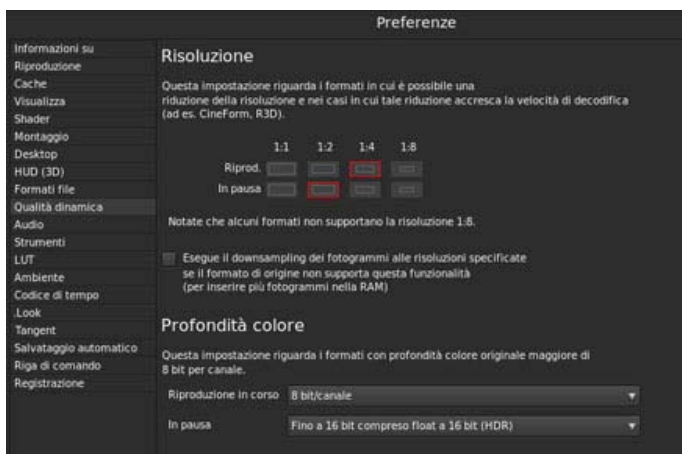 Preferenze
Informazioni su
Riproduzione
Cache
Visualizza
Shader
Montaggio
Desktop
HUD (3D)
Formati file
Qualità dinamica
Audio
Strumenti
LUT
Ambiente
Codice di tempo
.Look
Tangent
Salvataggio automatico
Riga di comando
Registrazione
Risoluzione
Questa impostazione riguarda i formati in cui é possibile una
riduzione della risoluzione e nei casi in cui tale riduzione accresca la velocità di decodifica
(ad es. CineForm, R3D).
1:1 1:2 1:4 1:8
Riprod.
In pausa
Notate che alcuni formati non supportano la risoluzione 1:8.
Esegue il downsampling dei fotogrammi alle risoluzioni specificate
se il formato di origine non supporta questa funzionalità
(per inserire più fotogrammi nella RAM)
Profondità colore
Questa impostazione riguarda i formati con profondità colore originale maggiore di
8 bit per canale.
Riproduzione in corso 8 bit/canale
In pausa Fino a 16 bit compreso float a 16 bit (HDR)